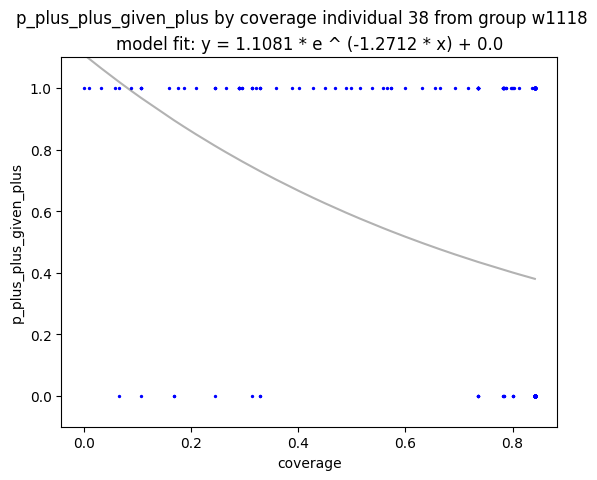 p_plus_plus_given_plus by coverage individual 38 from group w1118
model fit: y = 1.1081 * e ^ (-1.2712 * x) + 0.0
p_plus_plus_given_plus
1.0
0.8
0.6
0.4
0.2
0.0
0.0 0.2 0.4 0.6 0.8
coverage